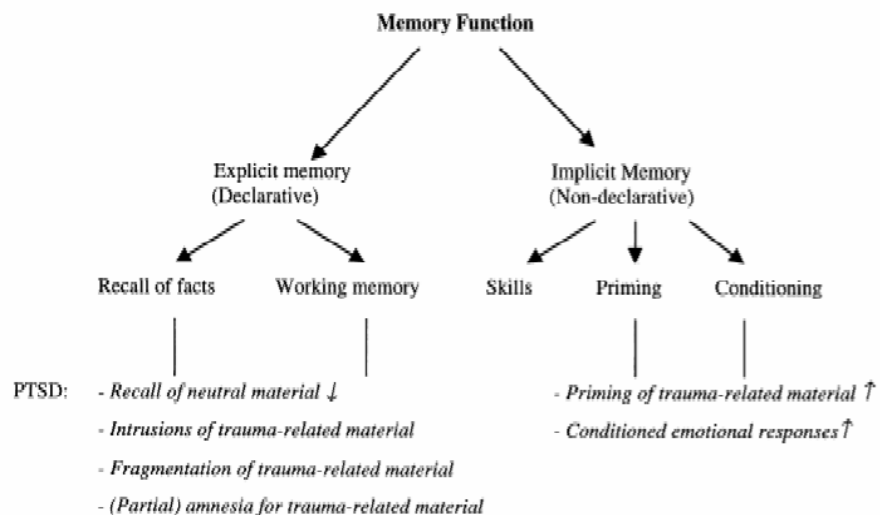 Memory Function
Explicit memory
(Declarative)
Implicit Memory
(Non-declarative)
Recall of facts
Working memory
Skills
Priming
Conditioning
PTSD:
- Recall of neutral material ↓
- Intrusions of trauma-related material
- Fragmentation of trauma-related material
- (Partial) amnesia for trauma-related material
- Priming of trauma-related material ↑
- Conditioned emotional responses ↑